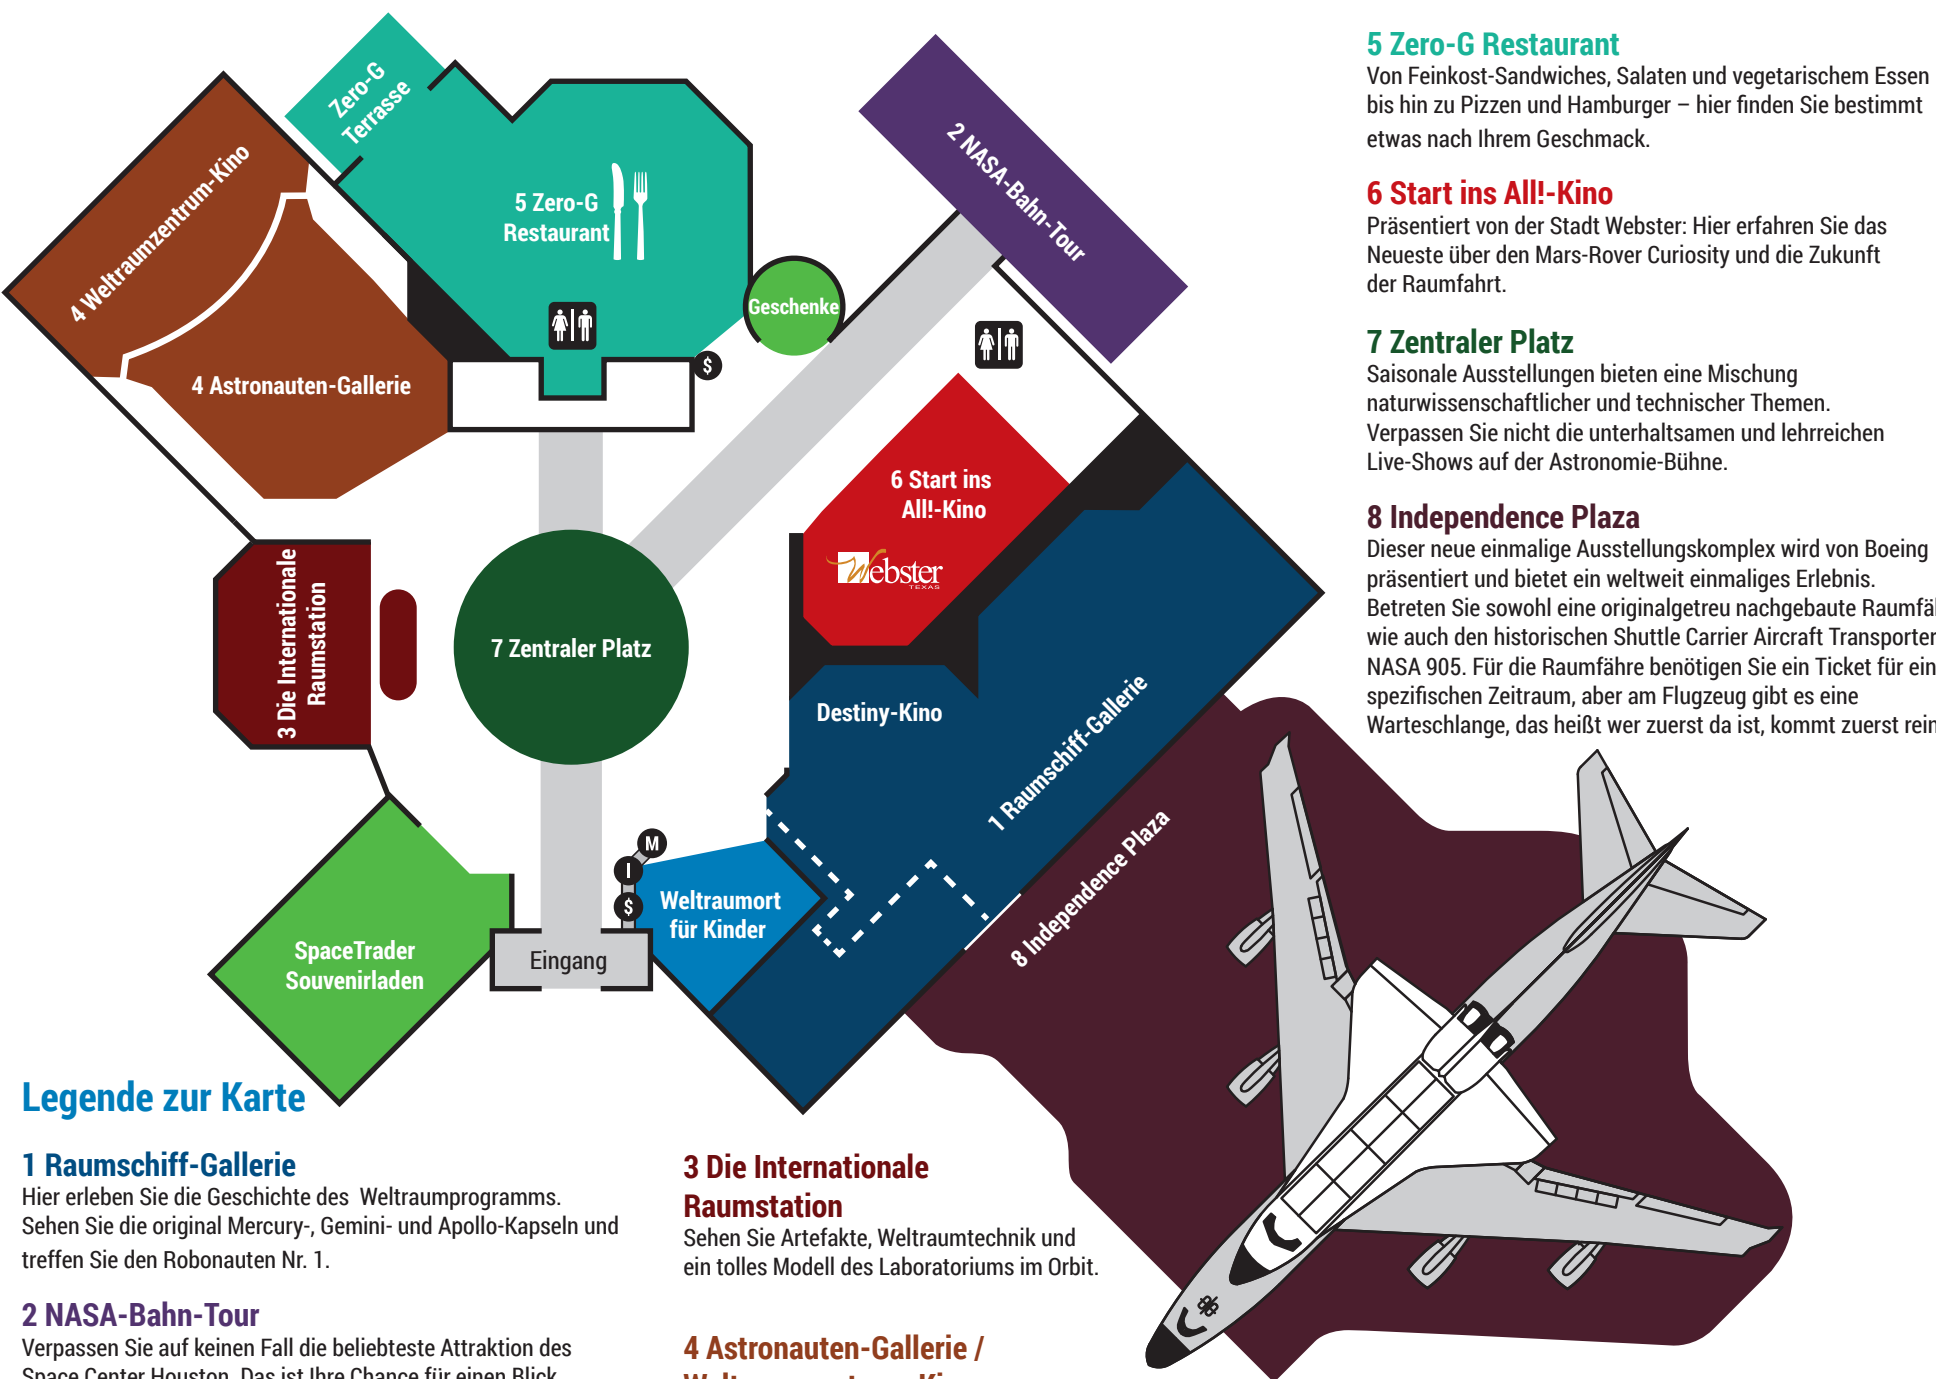 Zero-G
Terrasse
4 Weltraumzentrum-Kino
5 Zero-G
Restaurant
2 NASA-Bahn-Tour
Geschenke
$
4 Astronauten-Gallerie
6 Start ins
All!-Kino
Webster
TEXAS
3 Die Internationale
Raumstation
7 Zentraler Platz
Destiny-Kino
1 Raumschiff-Gallerie
8 Independence Plaza
M
I
$
Weltraumort
für Kinder
SpaceTrader
Souvenirladen
Eingang
Legende zur Karte
1 Raumschiff-Gallerie
Hier erleben Sie die Geschichte des Weltraumprogramms.
Sehen Sie die original Mercury-, Gemini- und Apollo-Kapseln und
treffen Sie den Robonauten Nr. 1.
2 NASA-Bahn-Tour
Verpassen Sie auf keinen Fall die beliebteste Attraktion des
Space Center Houston. Das ist Ihre Chance für einen Blick
3 Die Internationale
Raumstation
Sehen Sie Artefakte, Weltraumtechnik und
ein tolles Modell des Laboratoriums im Orbit.
4 Astronauten-Gallerie /
5 Zero-G Restaurant
Von Feinkost-Sandwiches, Salaten und vegetarischem Essen
bis hin zu Pizzen und Hamburger – hier finden Sie bestimmt
etwas nach Ihrem Geschmack.
6 Start ins All!-Kino
Präsentiert von der Stadt Webster: Hier erfahren Sie das
Neueste über den Mars-Rover Curiosity und die Zukunft
der Raumfahrt.
7 Zentraler Platz
Saisonale Ausstellungen bieten eine Mischung
naturwissenschaftlicher und technischer Themen.
Verpassen Sie nicht die unterhaltsamen und lehrreichen
Live-Shows auf der Astronomie-Bühne.
8 Independence Plaza
Dieser neue einmalige Ausstellungskomplex wird von Boeing
präsentiert und bietet ein weltweit einmaliges Erlebnis.
Betreten Sie sowohl eine originalgetreu nachgebaute
wie auch den historischen Shuttle Carrier Aircraft Transporter
NASA 905. Für die Raumfähre benötigen Sie ein Ticket für
spezifischen Zeitraum, aber am Flugzeug gibt es eine
Warteschlange, das heißt wer zuerst da ist, kommt zuerst rein